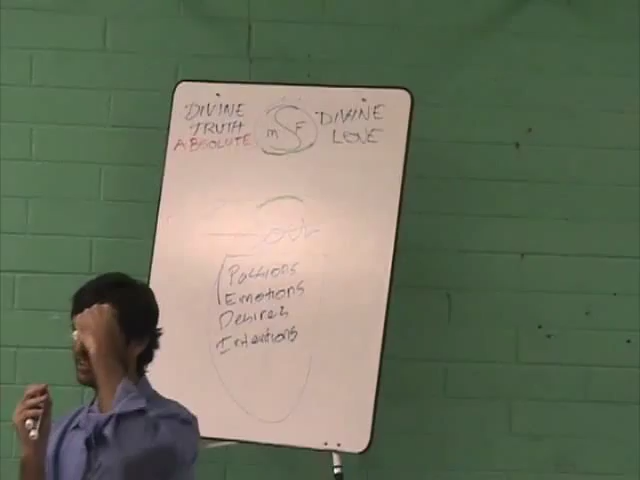 DIVINE
TRUTH
ABSOLUTE
m F
DIVINE
LOVE
Passions
Emotions
Desires
Intentions